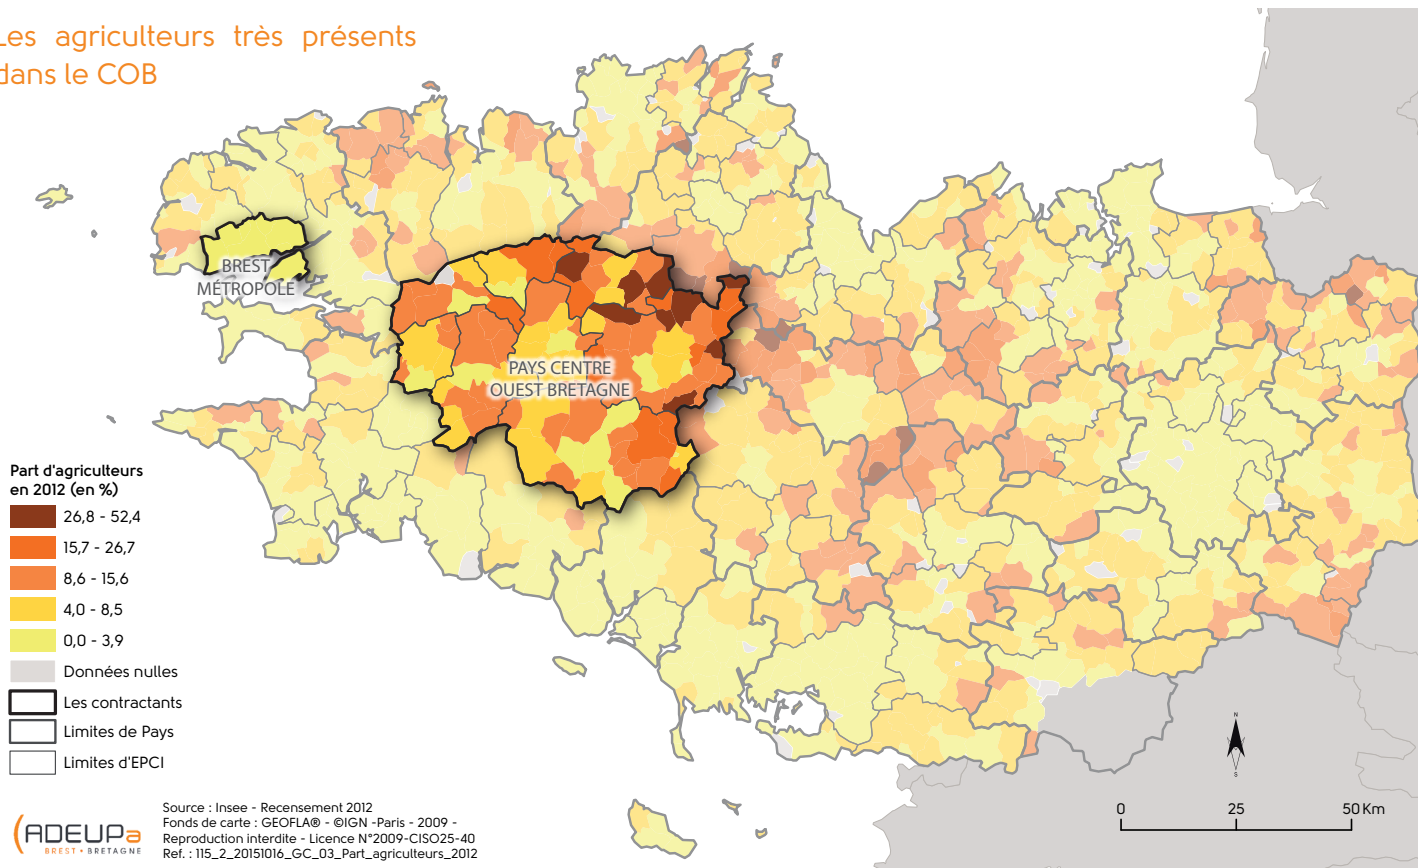 Les agriculteurs très présents
dans le COB
BREST
MÉTROPOLE
PAYS CENTRE
OUEST BRETAGNE
Part d'agriculteurs
en 2012 (en %)
26,8 - 52,4
15,7 - 26,7
8,6 - 15,6
4,0 - 8,5
0,0 - 3,9
Données nulles
Les contractants
Limites de Pays
Limites d'EPCI
N
S
0 25 50 Km
ADEUPa
BREST • BRETAGNE
Source : Insee - Recensement 2012
Fonds de carte : GEOFLA® - ©IGN -Paris - 2009 -
Reproduction interdite - Licence N°2009-CISO25-40
Ref. : 115_2_20151016_GC_03_Part_agriculteurs_2012